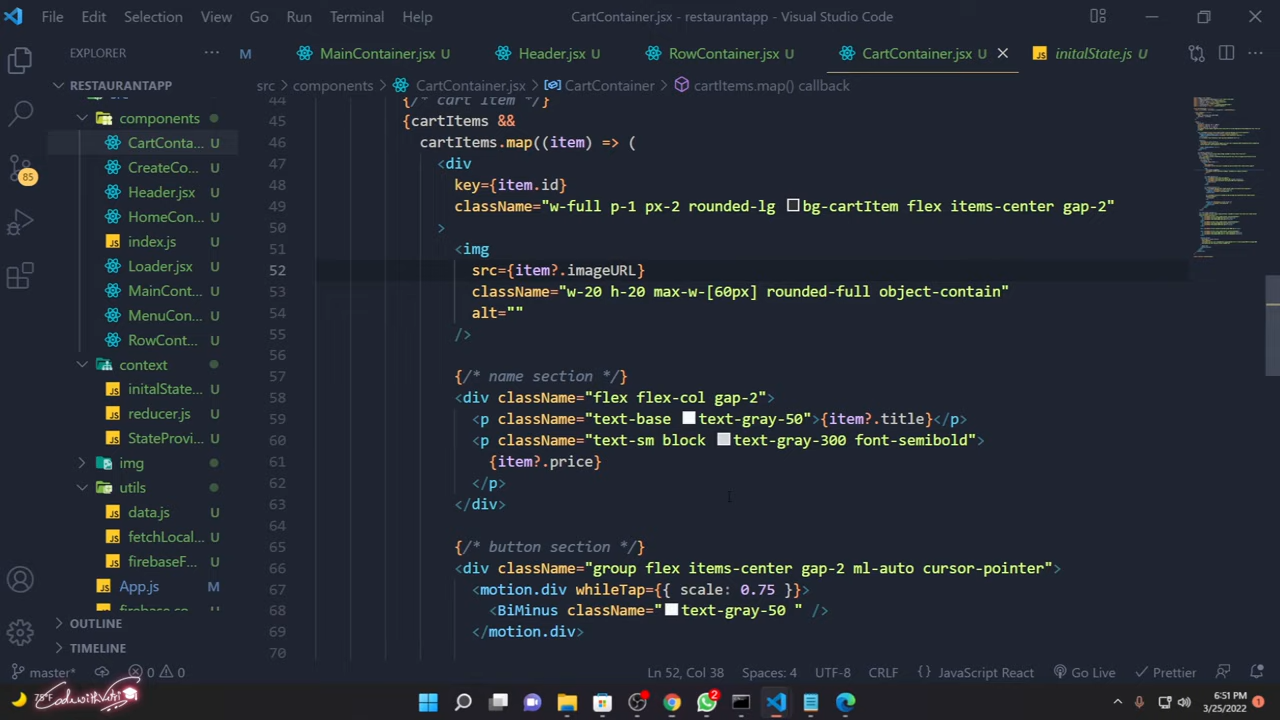 File Edit Selection View Go Run Terminal Help CartContainer.jsx - restaurantapp - Visual Studio Code
EXPLORER ··· M MainContainer.jsx U Header.jsx U RowContainer.jsx U CartContainer.jsx U initalState.js U
RESTAURANTAPP src > components > CartContainer.jsx > CartContainer > cartItems.map() callback
src
components
CartConta... U
CreateCo... U
Header.jsx U
HomeCon... U
index.js U
Loader.jsx U
MainCont... U
MenuCon... U
RowCont... U
context
initalState... U
reducer.js U
StateProvi... U
img
utils
data.js U
fetchLocal... U
firebaseF... U
App.js M
OUTLINE
TIMELINE
85
44 {/* cart Item */}
45 {cartItems &&
46 cartItems.map((item) => (
47 <div
48 key={item.id}
49 className="w-full p-1 px-2 rounded-lg bg-cartItem flex items-center gap-2"
50 >
51 <img
52 src={item?.imageURL}
53 className="w-20 h-20 max-w-[60px] rounded-full object-contain"
54 alt=""
55 />
56
57 {/* name section */}
58 <div className="flex flex-col gap-2">
59 <p className="text-base text-gray-50">{item?.title}</p>
60 <p className="text-sm block text-gray-300 font-semibold">
61 {item?.price}
62 </p>
63 </div>
64
65 {/* button section */}
66 <div className="group flex items-center gap-2 ml-auto cursor-pointer">
67 <motion.div whileTap={{ scale: 0.75 }}>
68 <BiMinus className="text-gray-50 " />
69 </motion.div>
70
master* 0 0 Ln 52, Col 38 Spaces: 4 UTF-8 CRLF JavaScript React Go Live Prettier
2 6:51 PM
3/25/2022